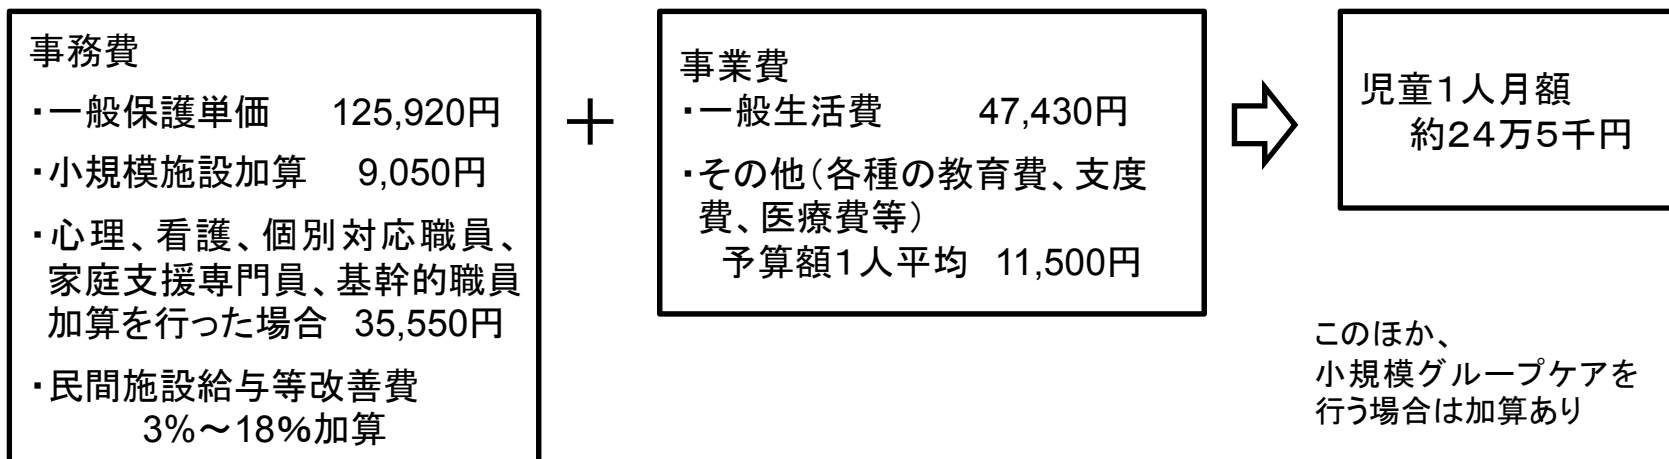 事務費
・一般保護単価 125,920円
・小規模施設加算 9,050円
・心理、看護、個別対応職員、
家庭支援専門員、基幹的職員
加算を行った場合 35,550円
・民間施設給与等改善費
3%～18%加算
＋
事業費
・一般生活費 47,430円
・その他（各種の教育費、支度
費、医療費等）
予算額１人平均 11,500円
児童１人月額
約２４万５千円
このほか、
小規模グループケアを
行う場合は加算あり